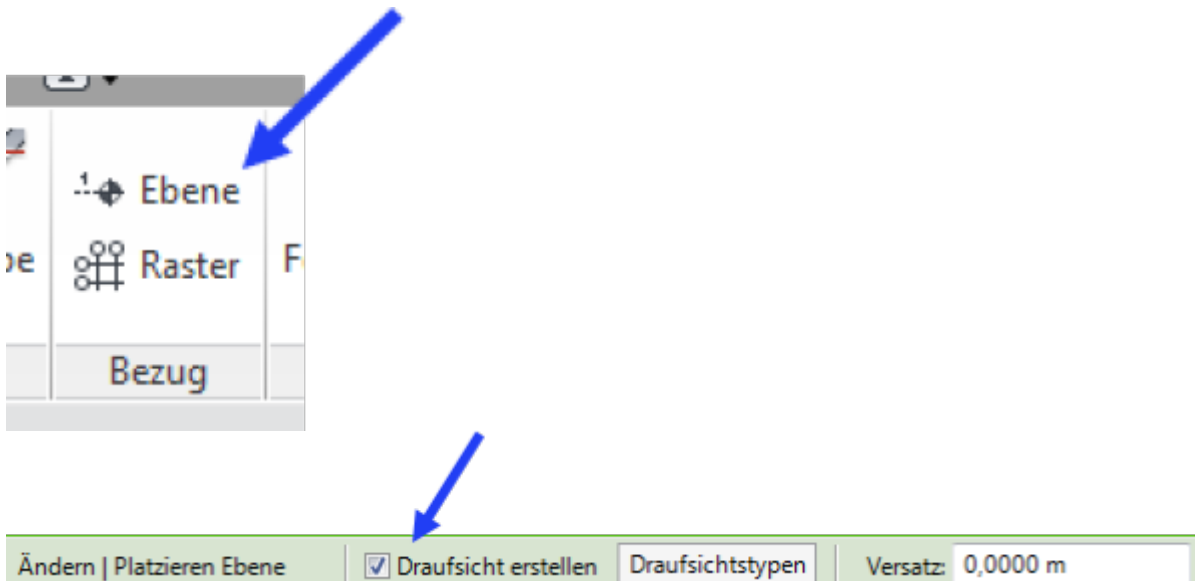 Ebene
Raster
Bezug
Ändern | Platzieren Ebene Draufsicht erstellen Draufsichtstypen Versatz: 0,0000 m